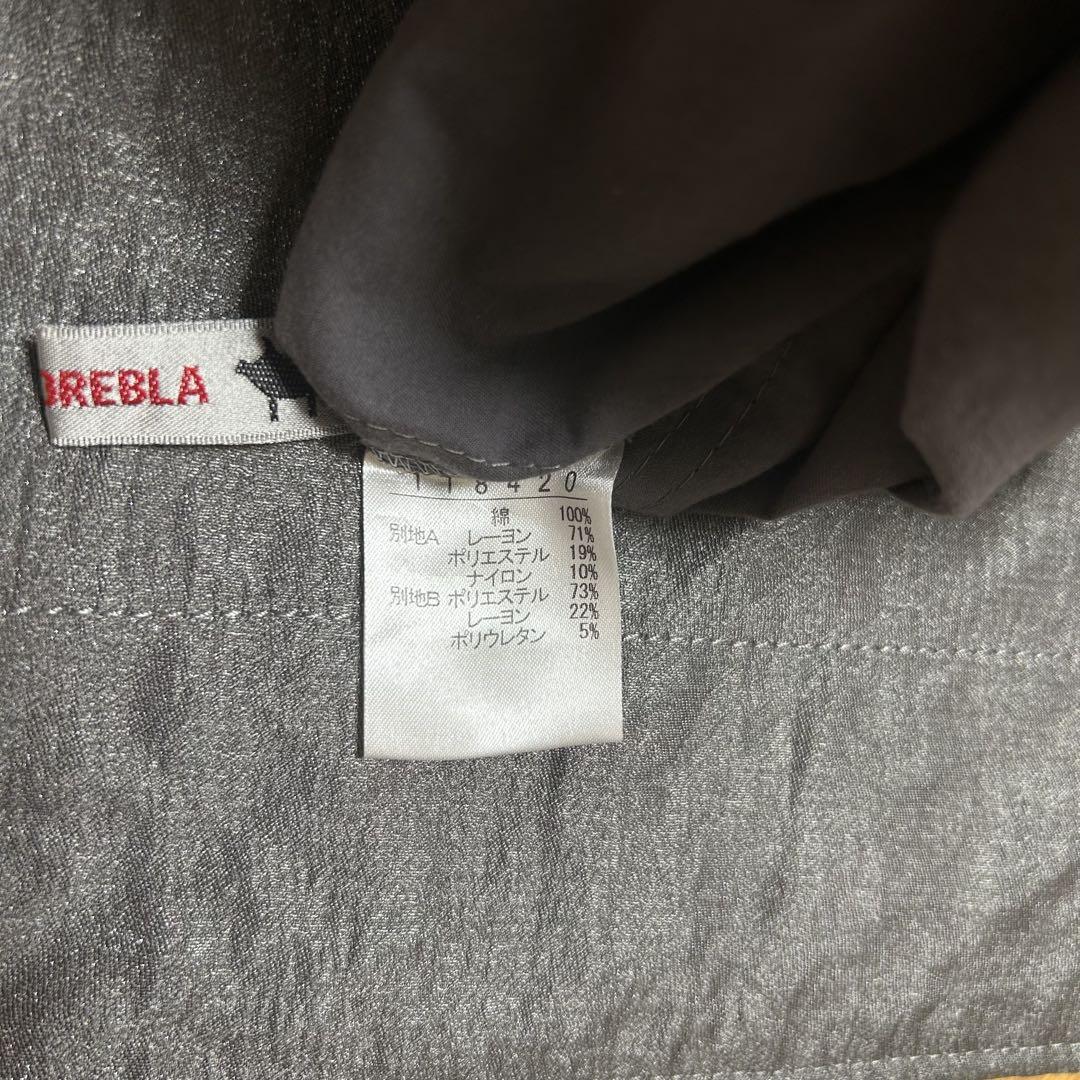 OREBLA
118420
綿 100%
別地A レーヨン 71%
ポリエステル 19%
ナイロン 10%
別地B ポリエステル 73%
レーヨン 22%
ポリウレタン 5%